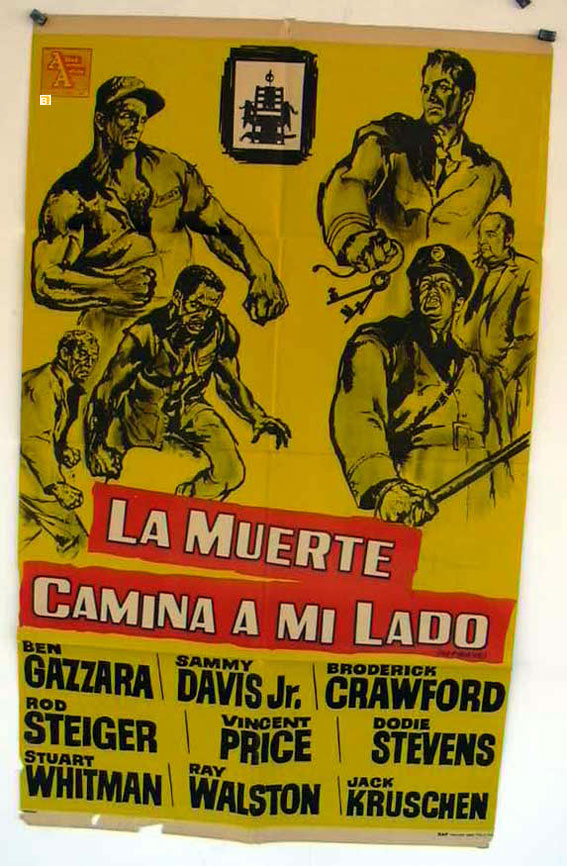 LA MUERTE
CAMINA A MI LADO
BEN GAZZARA
SAMMY DAVIS Jr.
BRODERICK CRAWFORD
ROD STEIGER
VINCENT PRICE
DODIE STEVENS
STUART WHITMAN
RAY WALSTON
JACK KRUSCHEN